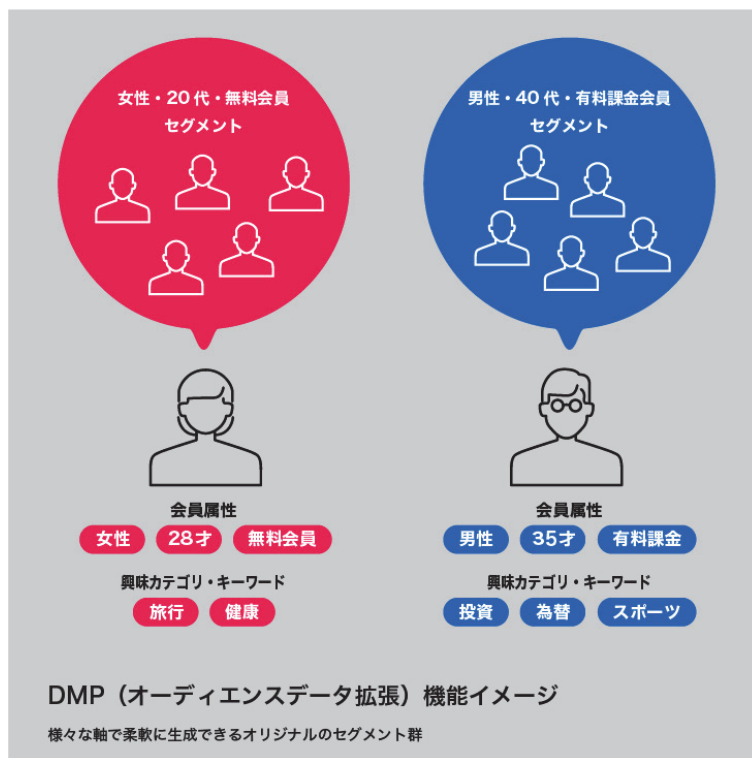 女性・20代・無料会員
セグメント
男性・40代・有料課金会員
セグメント
会員属性
女性 28才 無料会員
興味カテゴリ・キーワード
旅行 健康
会員属性
男性 35才 有料課金
興味カテゴリ・キーワード
投資 為替 スポーツ
DMP（オーディエンスデータ拡張）機能イメージ
様々な軸で柔軟に生成できるオリジナルのセグメント群